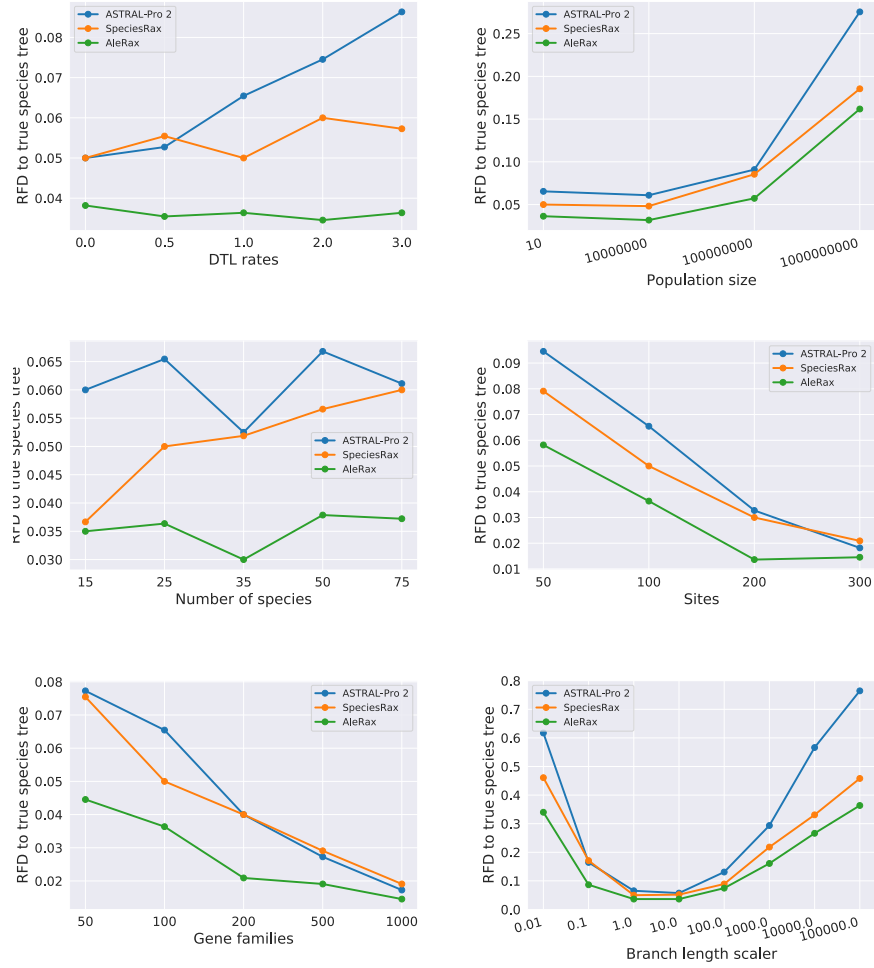 ASTRAL-Pro 2
SpeciesRax
AleRax
RFD to true species tree
0.08
0.07
0.06
0.05
0.04
0.0 0.5 1.0 2.0 3.0
DTL rates
ASTRAL-Pro 2
SpeciesRax
AleRax
RFD to true species tree
0.25
0.20
0.15
0.10
0.05
10 10000000 100000000 1000000000
Population size
ASTRAL-Pro 2
SpeciesRax
AleRax
RFD to true species tree
0.065
0.060
0.055
0.050
0.045
0.040
0.035
0.030
15 25 35 50 75
Number of species
ASTRAL-Pro 2
SpeciesRax
AleRax
RFD to true species tree
0.09
0.08
0.07
0.06
0.05
0.04
0.03
0.02
0.01
50 100 200 300
Sites
ASTRAL-Pro 2
SpeciesRax
AleRax
RFD to true species tree
0.08
0.07
0.06
0.05
0.04
0.03
0.02
50 100 200 500 1000
Gene families
ASTRAL-Pro 2
SpeciesRax
AleRax
RFD to true species tree
0.8
0.7
0.6
0.5
0.4
0.3
0.2
0.1
0.0
0.01 0.1 1.0 10.0 100.0 1000.0 10000.0 100000.0
Branch length scaler